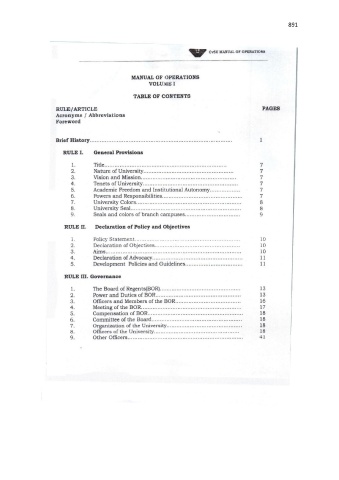 891
CvSU MANUAL OF OPERATIONS
MANUAL OF OPERATIONS
VOLUME I
TABLE OF CONTENTS
RULE/ARTICLE PAGES
Acronyms / Abbreviations
Foreword
Brief History 1
RULE I. General Provisions
1. Title 7
2. Nature of University 7
3. Vision and Mission 7
4. Tenets of University 7
5. Academic Freedom and Institutional Autonomy 7
6. Powers and Responsibilities 7
7. University Colors 8
8. University Seal 8
9. Seals and colors of branch campuses 9
RULE II. Declaration of Policy and Objectives
1. Policy Statement 10
2. Declaration of Objectives 10
3. Aims 10
4. Declaration of Advocacy 11
5. Development Policies and Guidelines 11
RULE III. Governance
1. The Board of Regents(BOR) 13
2. Power and Duties of BOR 13
3. Officers and Members of the BOR 16
4. Meeting of the BOR 17
5. Compensation of BOR 18
6. Committee of the Board 18
7. Organization of the University 18
8. Officers of the University 18
9. Other Officers 41